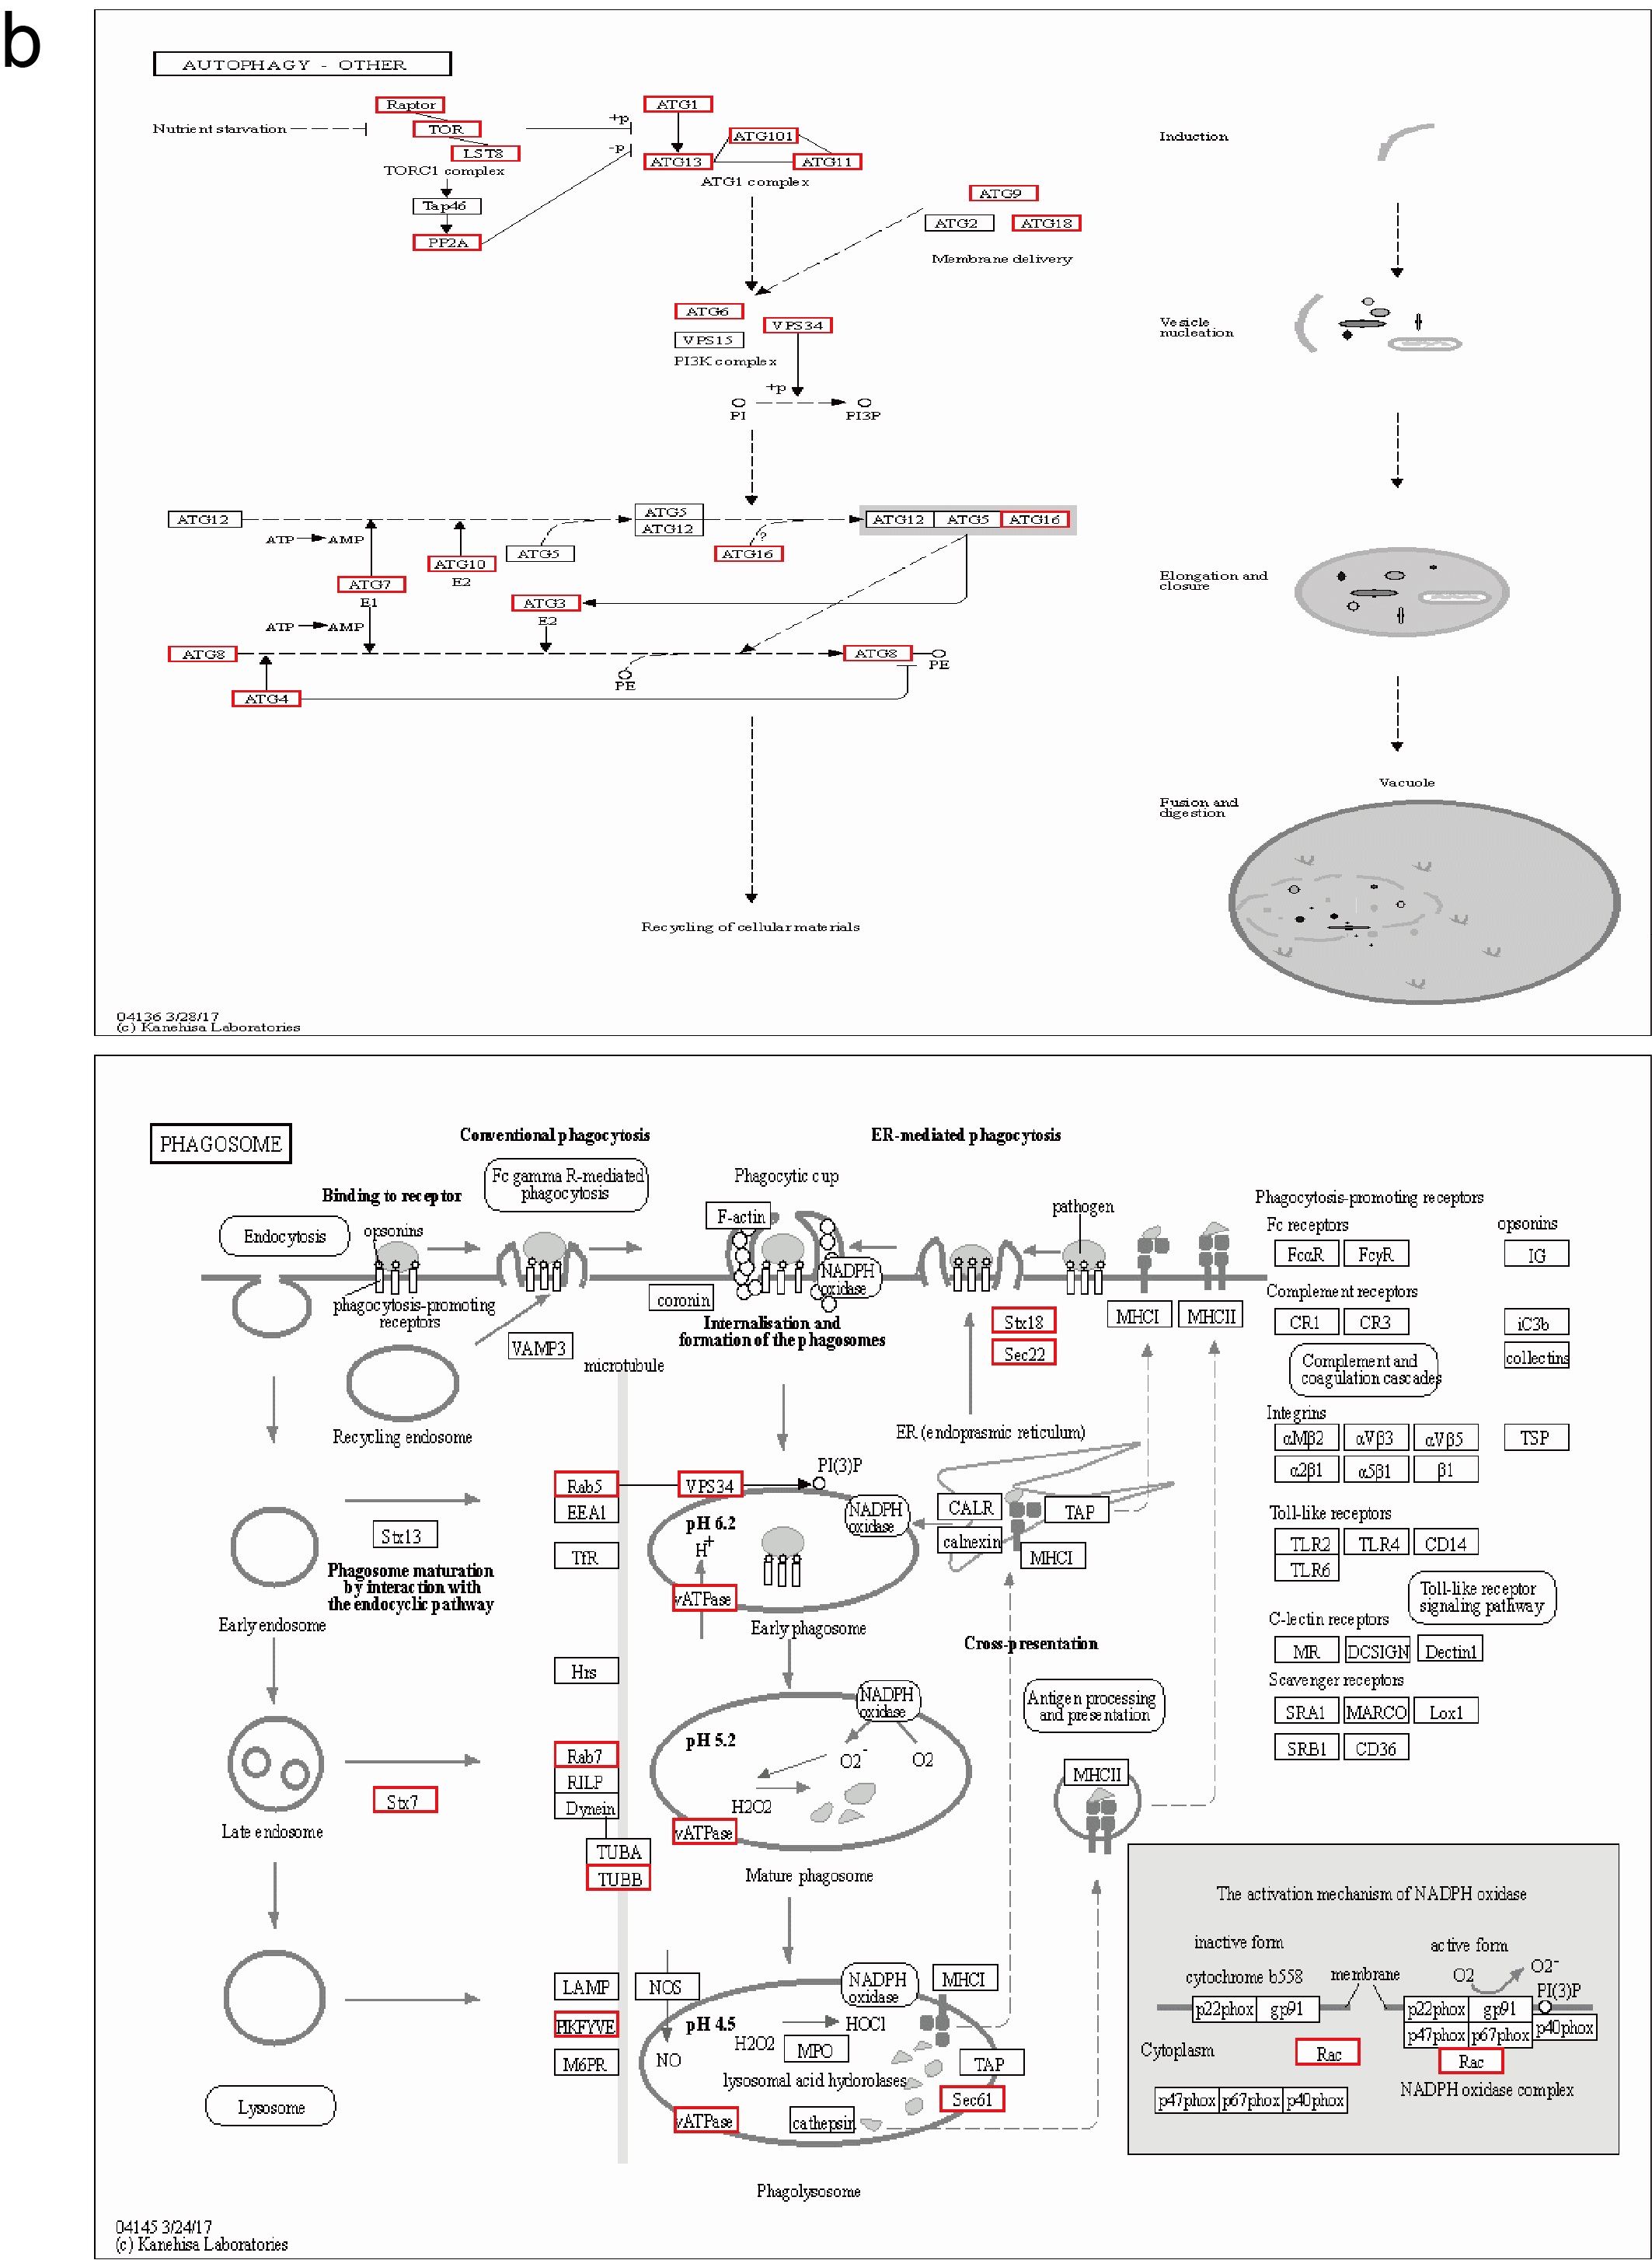 b
AUTOPHAGY - OTHER
Raptor
TOR
LST8
Nutrient starvation
TORC1 complex
Tap46
PP2A
+p
-p
ATG1
ATG101
ATG13
ATG11
ATG1 complex
ATG9
ATG2
ATG18
Membrane delivery
ATG6
VPS34
VPS15
PI3K complex
+p
PI
PI3P
ATG12
ATP
AMP
ATG7
E1
ATG10
E2
ATG5
ATG5
ATG12
?
ATG16
ATG12
ATG5
ATG16
ATG3
E2
ATP
AMP
ATG8
ATG4
PE
ATG8
PE
Recycling of cellular materials
Induction
Vesicle
nucleation
Elongation and
closure
Vacuole
Fusion and
digestion
04136 3/28/17
(c) Kanehisa Laboratories
PHAGOSOME
Conventional phagocytosis
ER-mediated phagocytosis
Fc gamma R-mediated
phagocytosis
Binding to receptor
Endocytosis
opsonins
phagocytosis-promoting
receptors
Phagocytic cup
F-actin
NADPH
oxidase
coronin
Internalisation and
formation of the phagosomes
VAMP3
microtubule
Recycling endosome
pathogen
Stx18
Sec22
MHCI
MHCII
ER (endoprasmic reticulum)
Phagocytosis-promoting receptors
Fc receptors
opsonins
FcαR
FcγR
IG
Complement receptors
CR1
CR3
iC3b
collectins
Complement and
coagulation cascades
Integrins
αMβ2
αVβ3
αVβ5
TSP
α2β1
α5β1
β1
Toll-like receptors
TLR2
TLR4
CD14
TLR6
Toll-like receptor
signaling pathway
C-lectin receptors
MR
DCSIGN
Dectin1
Scavenger receptors
SRA1
MARCO
Lox1
SRB1
CD36
Rab5
EEA1
TfR
VPS34
PI(3)P
pH 6.2
H+
NADPH
oxidase
vATPase
Early phagosome
CALR
calnexin
TAP
MHCI
Stx13
Phagosome maturation
by interaction with
the endocyclic pathway
Early endosome
Cross-presentation
Antigen processing
and presentation
Hrs
Rab7
RILP
Dynein
TUBA
TUBB
Stx7
Late endosome
NADPH
oxidase
pH 5.2
O2-
O2
H2O2
vATPase
Mature phagosome
MHCII
LAMP
PIKFYVE
M6PR
NOS
NADPH
oxidase
MHCI
pH 4.5
HOCl
H2O2
MPO
NO
lysosomal acid hydorolases
TAP
Sec61
vATPase
cathepsin
Lysosome
Phagolysosome
The activation mechanism of NADPH oxidase
inactive form
active form
cytochrome b558
membrane
O2
O2-
PI(3)P
p22phox
gp91
p22phox
gp91
p47phox
p67phox
p40phox
Cytoplasm
Rac
Rac
NADPH oxidase complex
p47phox
p67phox
p40phox
04145 3/24/17
(c) Kanehisa Laboratories